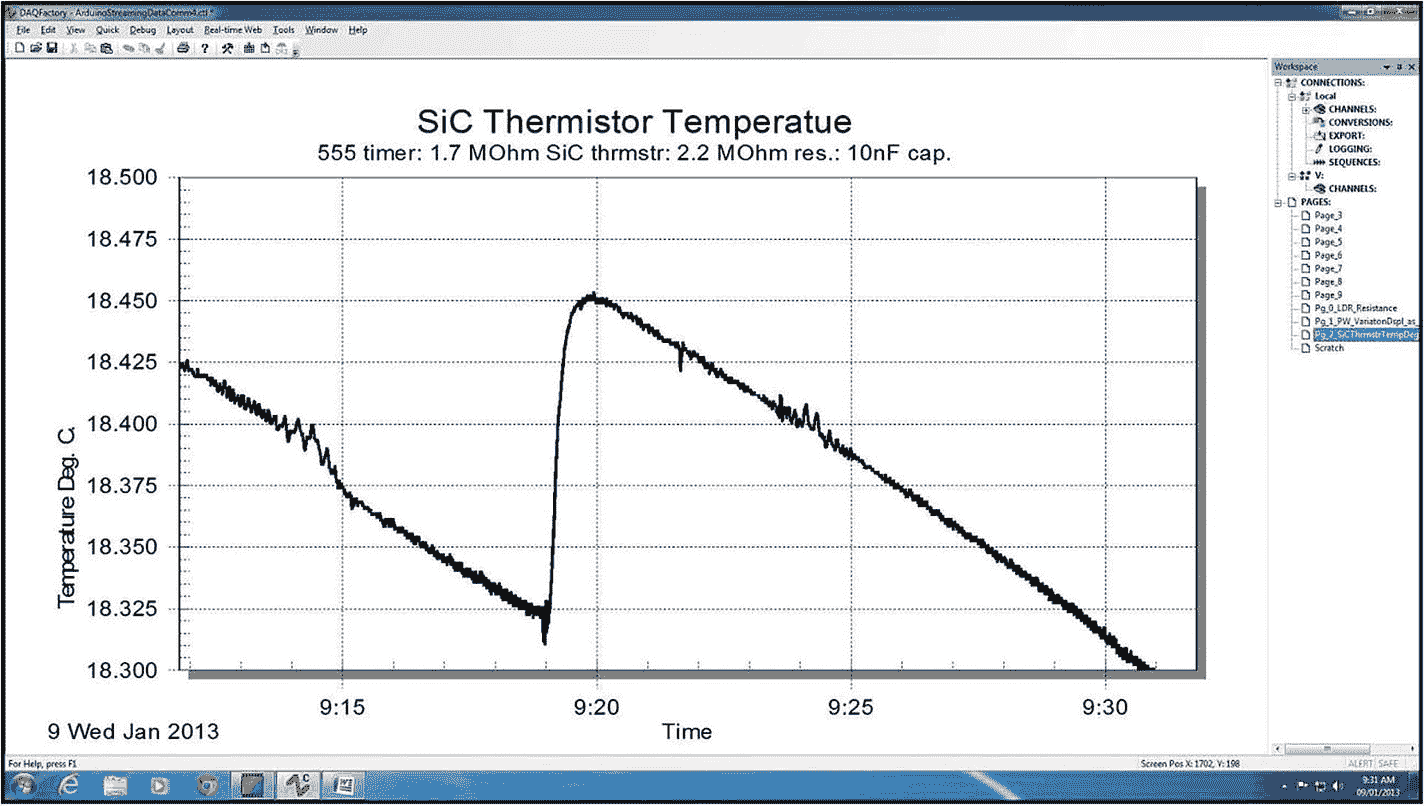 DAQFactory - ArduinoStreamingDataComm4.ctl *
File Edit View Quick Debug Layout Real-time Web Tools Window Help
SiC Thermistor Temperatue
555 timer: 1.7 MOhm SiC thrmstr: 2.2 MOhm res.: 10nF cap.
18.500
18.475
18.450
18.425
18.400
18.375
18.350
18.325
18.300
Temperature Deg. C.
9:15 9:20 9:25 9:30
9 Wed Jan 2013 Time
Workspace
CONNECTIONS:
Local
CHANNELS:
CONVERSIONS:
EXPORT:
LOGGING:
SEQUENCES:
V:
CHANNELS:
PAGES:
Page_3
Page_4
Page_5
Page_6
Page_7
Page_8
Page_9
Pg_0_LDR_Resistance
Pg_1_PW_VariatonDspl_as_
Pg_2_SiCThrmstrTempDeg
Scratch
For Help, press F1 Screen Pos X: 1702, Y: 198 ALERT SAFE
9:31 AM
09/01/2013